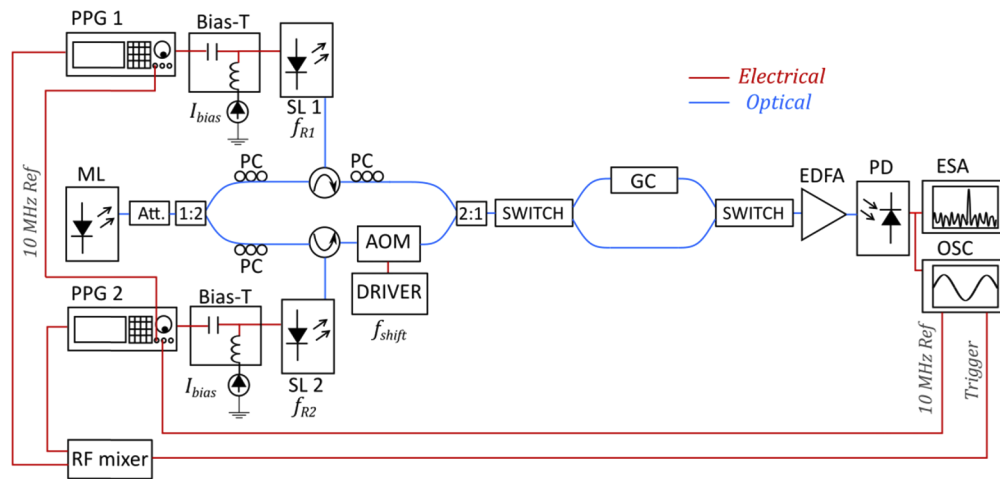 PPG 1
Bias-T
I_bias
SL 1
f_R1
Electrical
Optical
10 MHz Ref
ML
Att.
1:2
PC
PC
PC
AOM
DRIVER
f_shift
2:1
SWITCH
GC
SWITCH
EDFA
PD
ESA
OSC
PPG 2
Bias-T
I_bias
SL 2
f_R2
10 MHz Ref
Trigger
RF mixer